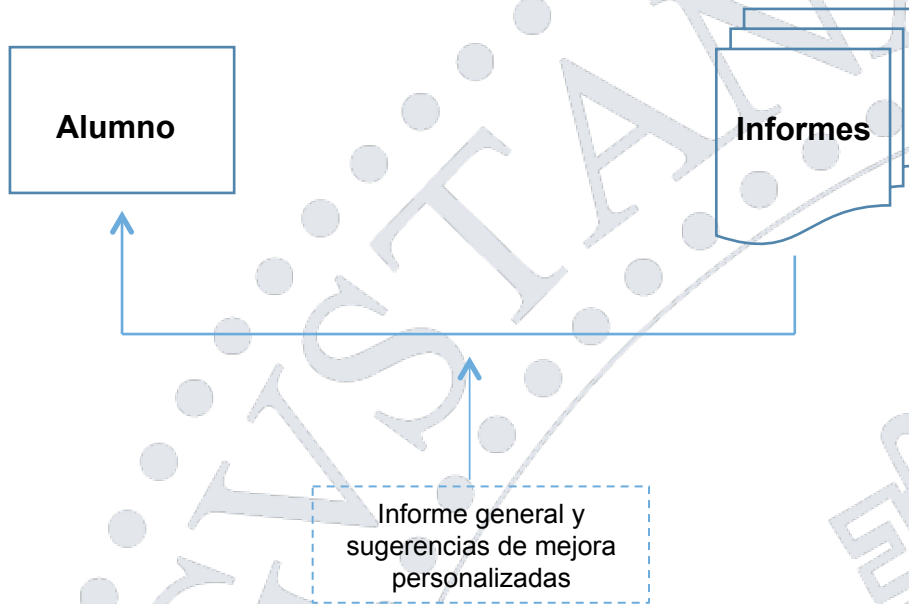 Alumno
Informes
Informe general y
sugerencias de mejora
personalizadas